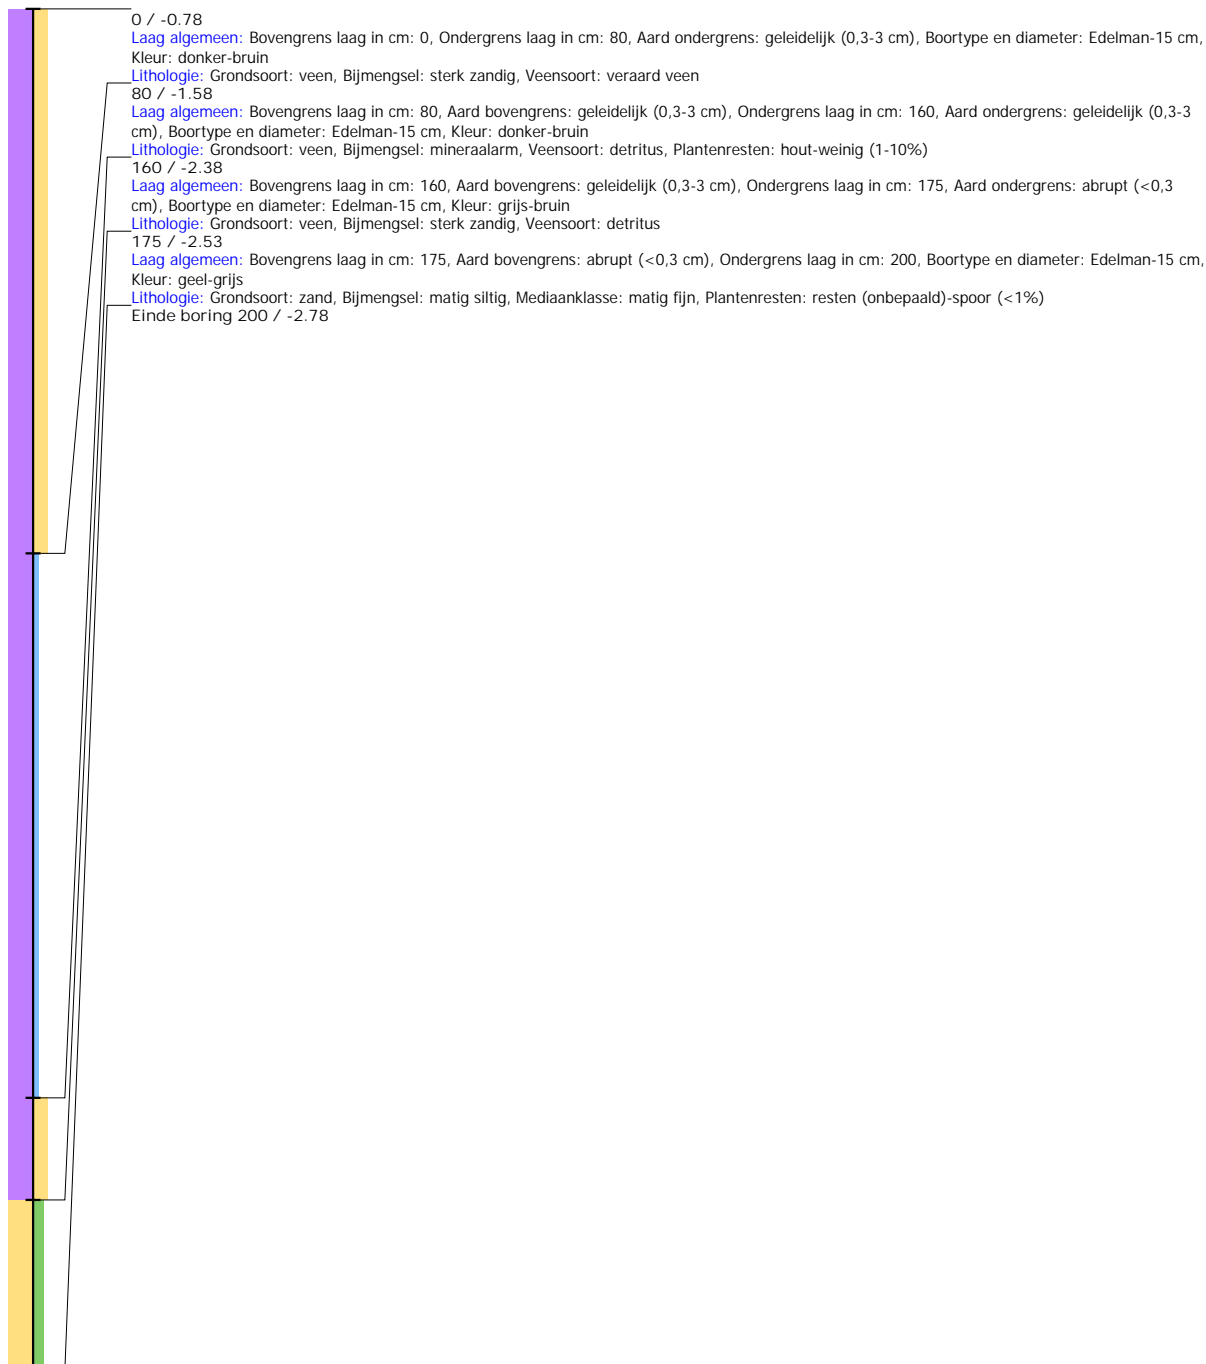 0 / -0.78
Laag algemeen: Bovengrens laag in cm: 0, Ondergrens laag in cm: 80, Aard ondergrens: geleidelijk (0,3-3 cm), Boortype en diameter: Edelman-15 cm,
Kleur: donker-bruin
Lithologie: Grondsoort: veen, Bijmengsel: sterk zandig, Veensoort: veraard veen
80 / -1.58
Laag algemeen: Bovengrens laag in cm: 80, Aard bovengrens: geleidelijk (0,3-3 cm), Ondergrens laag in cm: 160, Aard ondergrens: geleidelijk (0,3-3
cm), Boortype en diameter: Edelman-15 cm, Kleur: donker-bruin
Lithologie: Grondsoort: veen, Bijmengsel: mineraalarm, Veensoort: detritus, Plantenresten: hout-weinig (1-10%)
160 / -2.38
Laag algemeen: Bovengrens laag in cm: 160, Aard bovengrens: geleidelijk (0,3-3 cm), Ondergrens laag in cm: 175, Aard ondergrens: abrupt (<0,3
cm), Boortype en diameter: Edelman-15 cm, Kleur: grijs-bruin
Lithologie: Grondsoort: veen, Bijmengsel: sterk zandig, Veensoort: detritus
175 / -2.53
Laag algemeen: Bovengrens laag in cm: 175, Aard bovengrens: abrupt (<0,3 cm), Ondergrens laag in cm: 200, Boortype en diameter: Edelman-15 cm,
Kleur: geel-grijs
Lithologie: Grondsoort: zand, Bijmengsel: matig siltig, Mediaanklasse: matig fijn, Plantenresten: resten (onbepaald)-spoor (<1%)
Einde boring 200 / -2.78